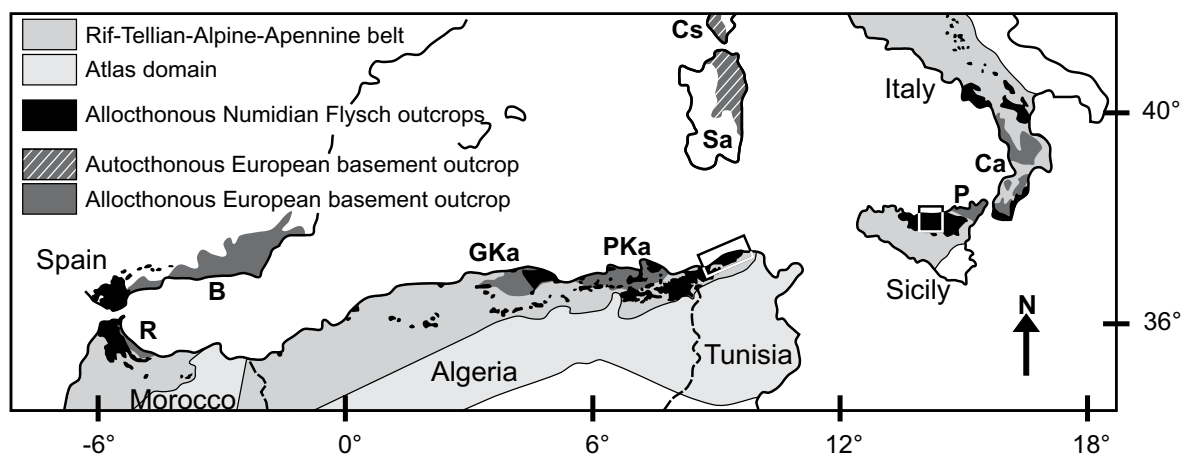 Rif-Tellian-Alpine-Apennine belt
Atlas domain
Allocthonous Numidian Flysch outcrops
Autocthonous European basement outcrop
Allocthonous European basement outcrop
Cs
Sa
Italy
40°
Ca
P
Spain
B
GKa
PKa
Sicily
N
36°
R
Algeria
Tunisia
Morocco
-6°
0°
6°
12°
18°